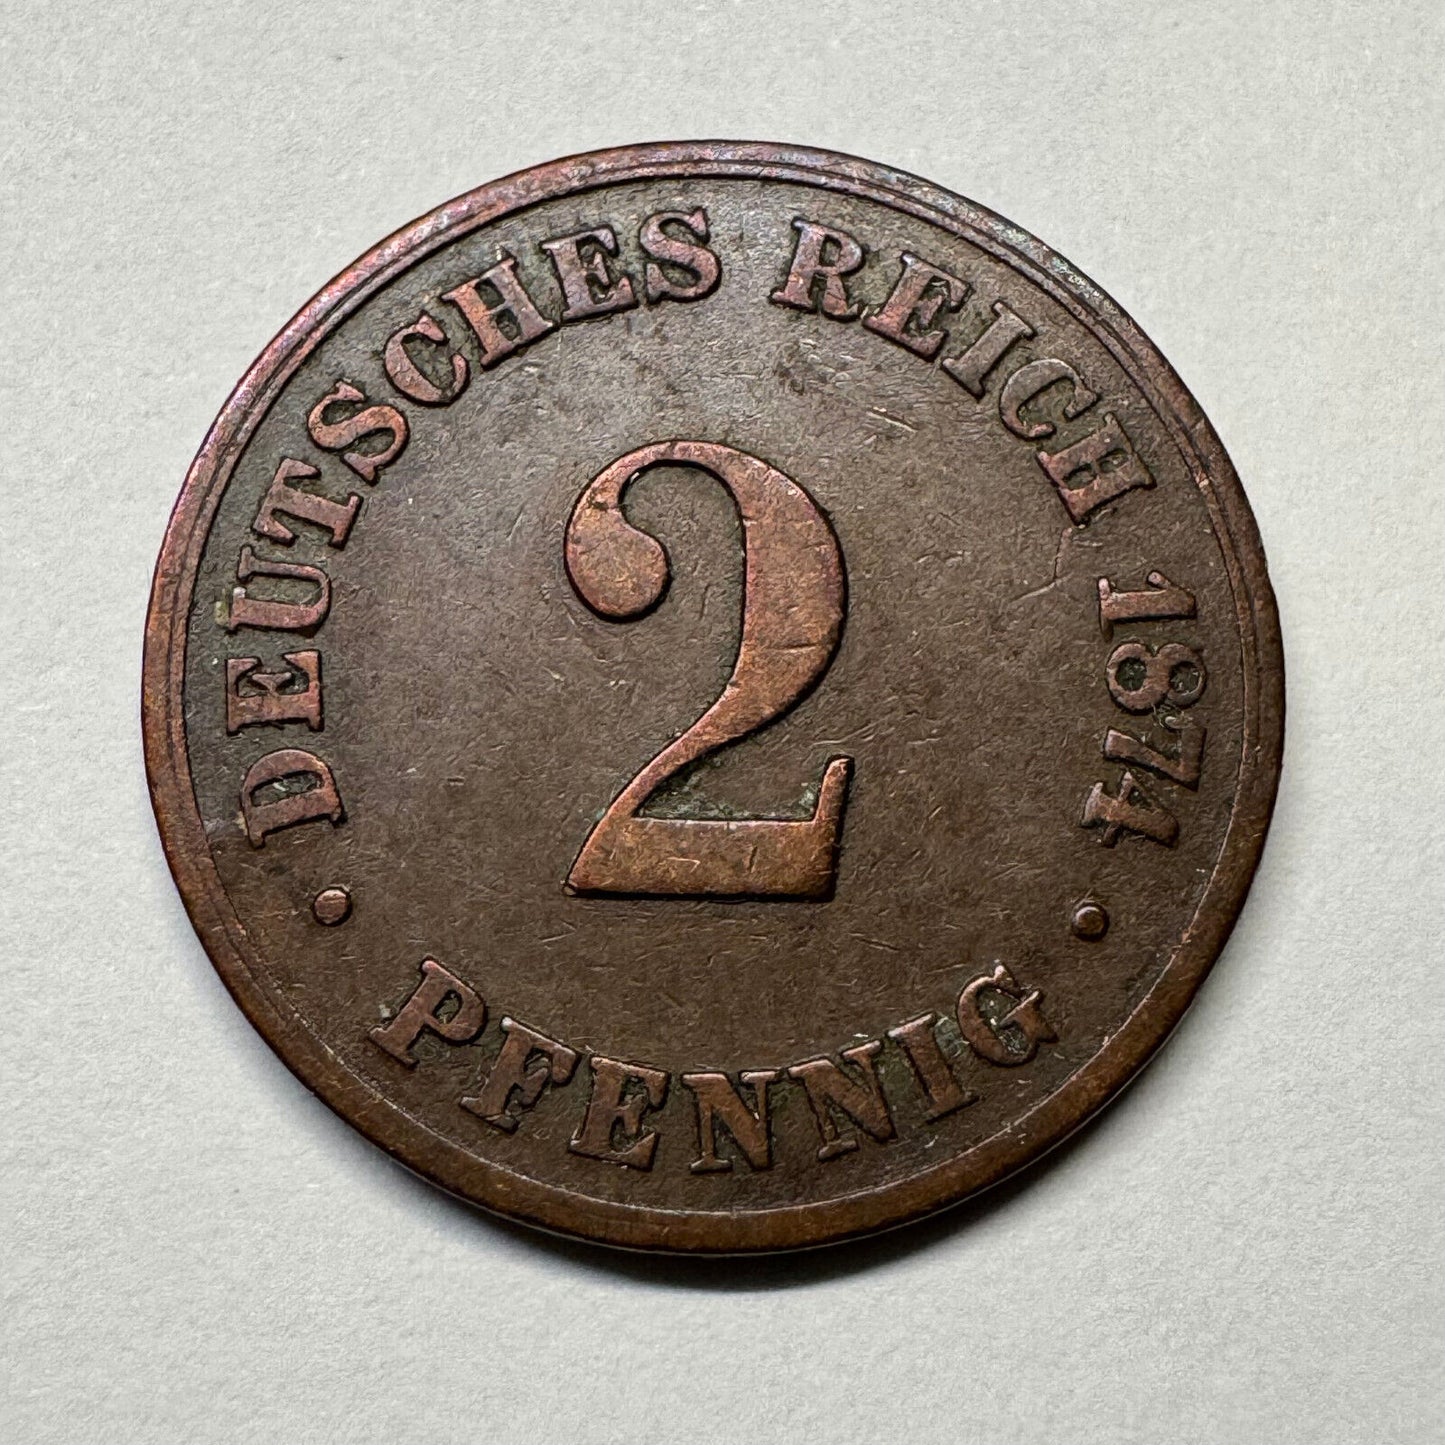 DEUTSCHES REICH 1874
2
PFENNIG